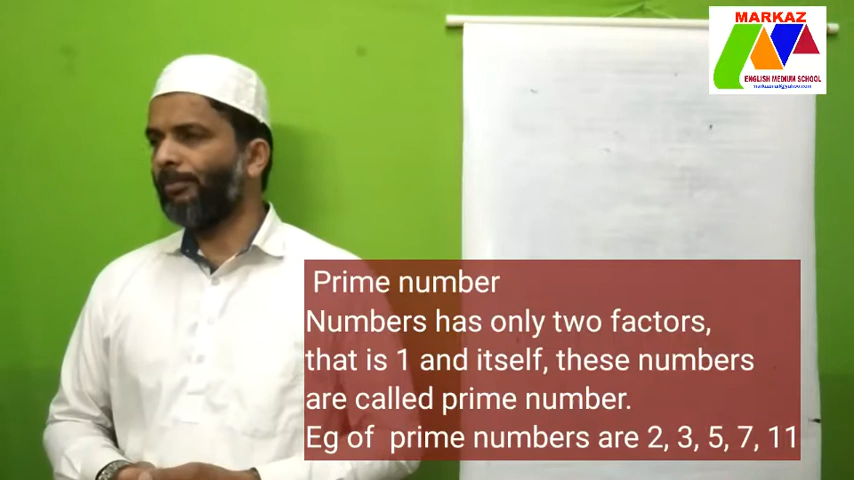 MARKAZ
ENGLISH MEDIUM SCHOOL
Prime number
Numbers has only two factors,
that is 1 and itself, these numbers
are called prime number.
Eg of prime numbers are 2, 3, 5, 7, 11